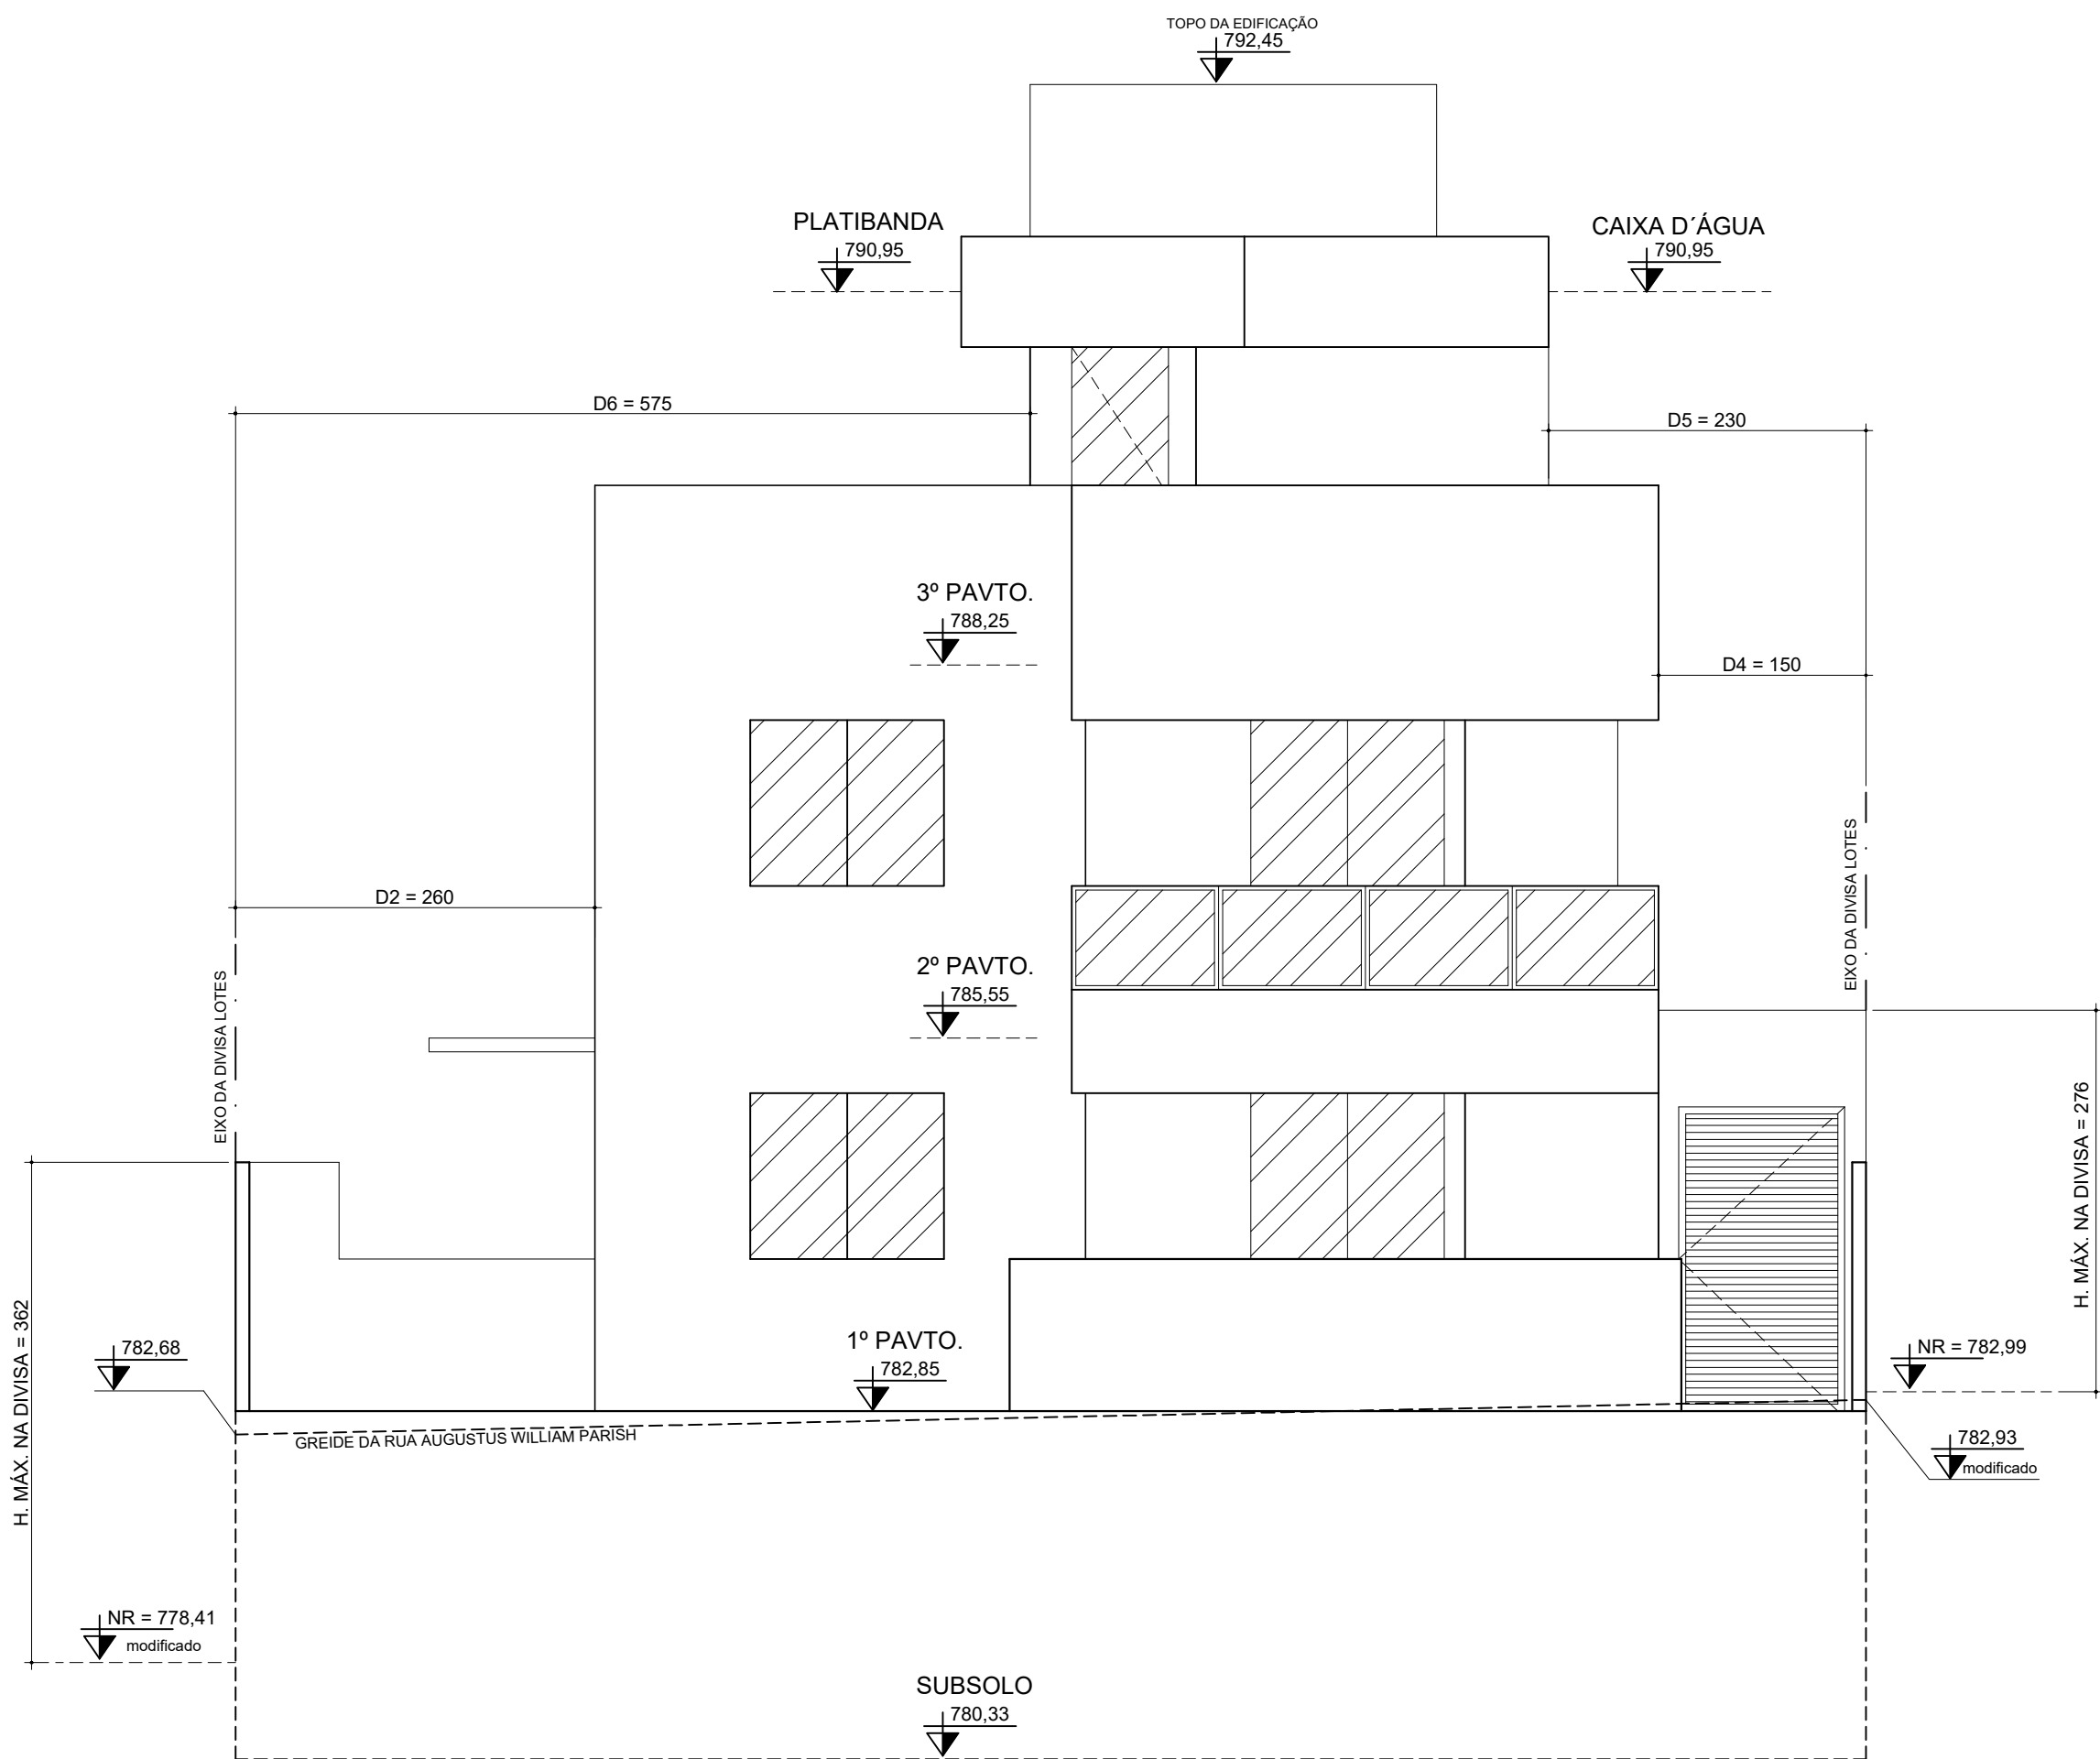 TOPO DA EDIFICAÇÃO
792,45
PLATIBANDA
790,95
CAIXA D´ÁGUA
790,95
D6 = 575
D5 = 230
3º PAVTO.
788,25
D4 = 150
EIXO DA DIVISA LOTES
D2 = 260
2º PAVTO.
785,55
EIXO DA DIVISA LOTES
H. MÁX. NA DIVISA = 276
H. MÁX. NA DIVISA = 362
782,68
1º PAVTO.
782,85
NR = 782,99
GREIDE DA RUA AUGUSTUS WILLIAM PARISH
782,93
modificado
NR = 778,41
modificado
SUBSOLO
780,33